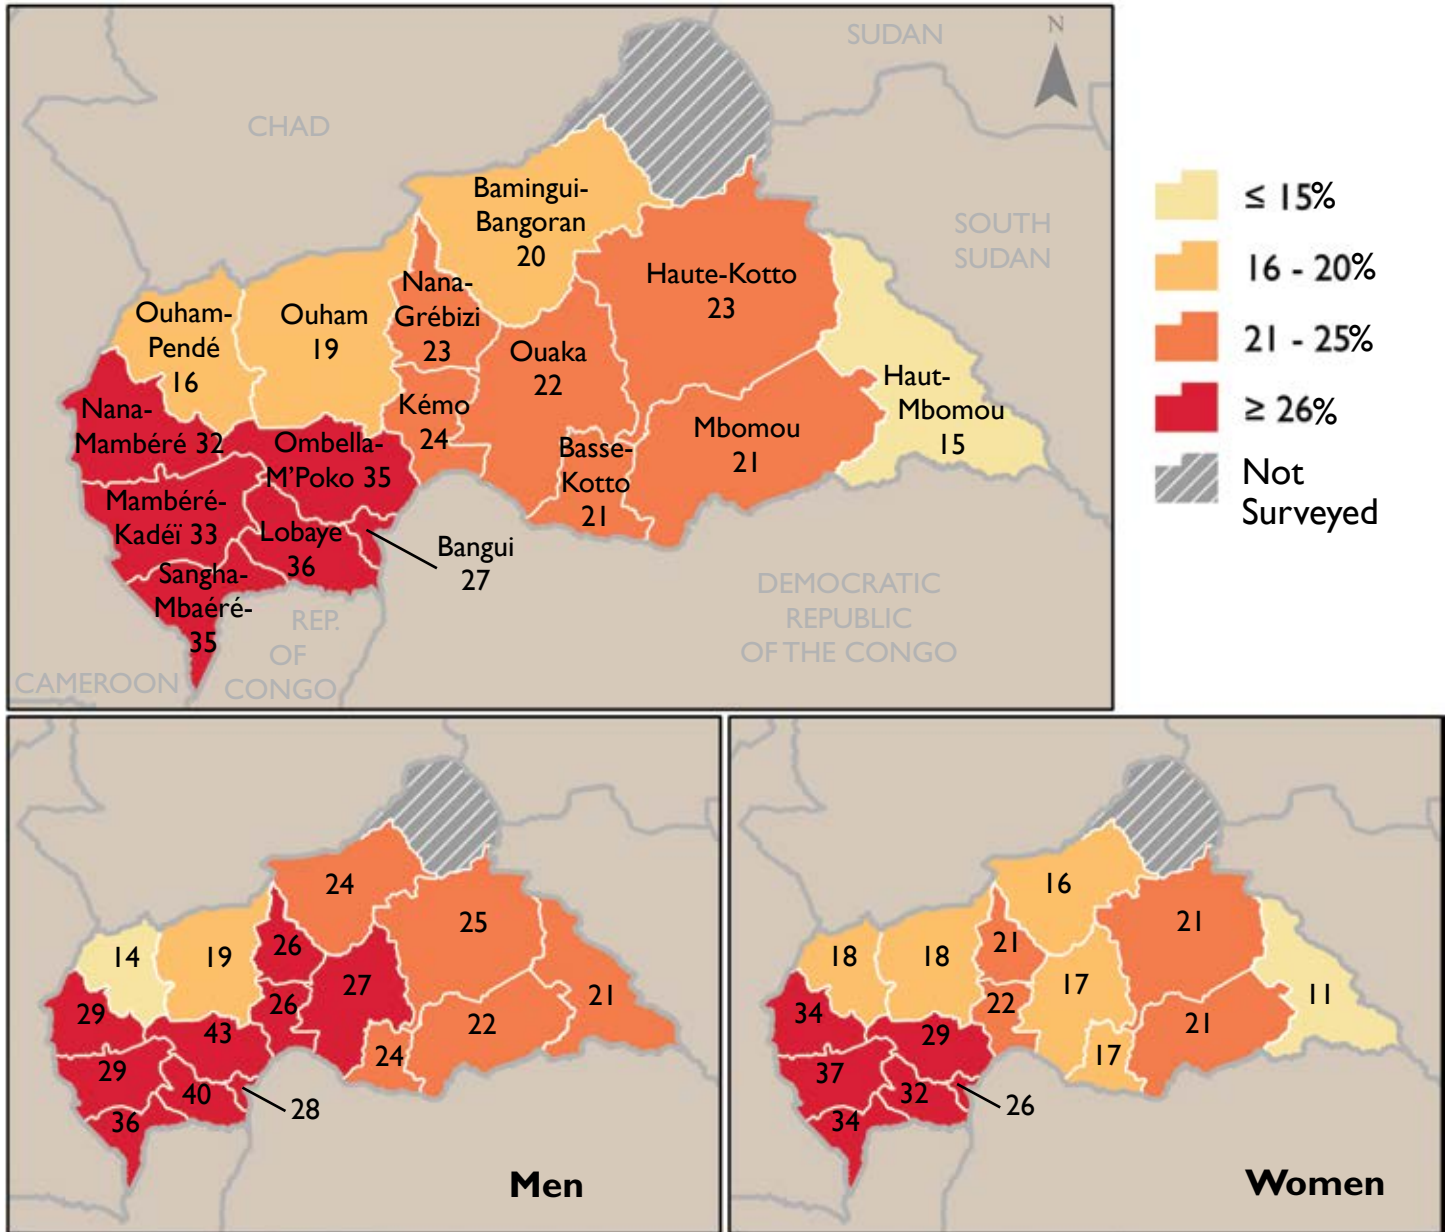 SUDAN
N
CHAD
Bamingui-
Bangoran
20
SOUTH
SUDAN
Haute-Kotto
23
Nana-
Grébizi
23
Ouham-
Pendé
16
Ouham
19
Ouaka
22
Haut-
Mbomou
15
Kémo
24
Nana-
Mambéré 32
Ombella-
M'Poko 35
Basse-
Kotto
21
Mbomou
21
Mambéré-
Kadéï 33
Lobaye
36
Bangui
27
Sangha-
Mbaéré-
35
REP.
OF
CONGO
CAMEROON
DEMOCRATIC
REPUBLIC
OF THE CONGO
≤ 15%
16 - 20%
21 - 25%
≥ 26%
Not
Surveyed
24
25
14
19
26
27
21
29
26
43
22
24
29
40
28
36
Men
16
21
18
18
21
17
11
34
22
29
21
17
37
32
26
34
Women